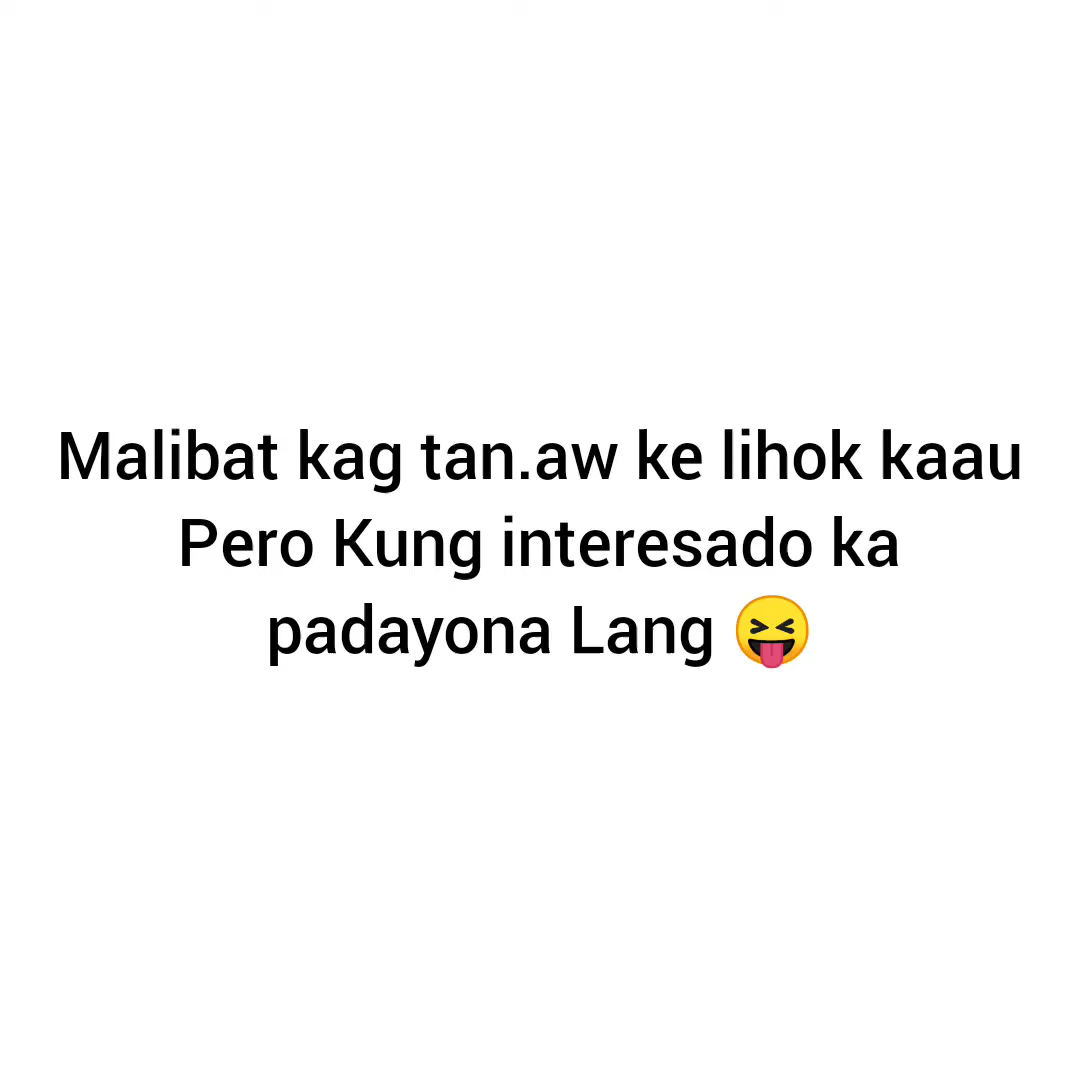 Malibat kag tan.aw ke lihok kaau
Pero Kung interesado ka
padayona Lang 😝